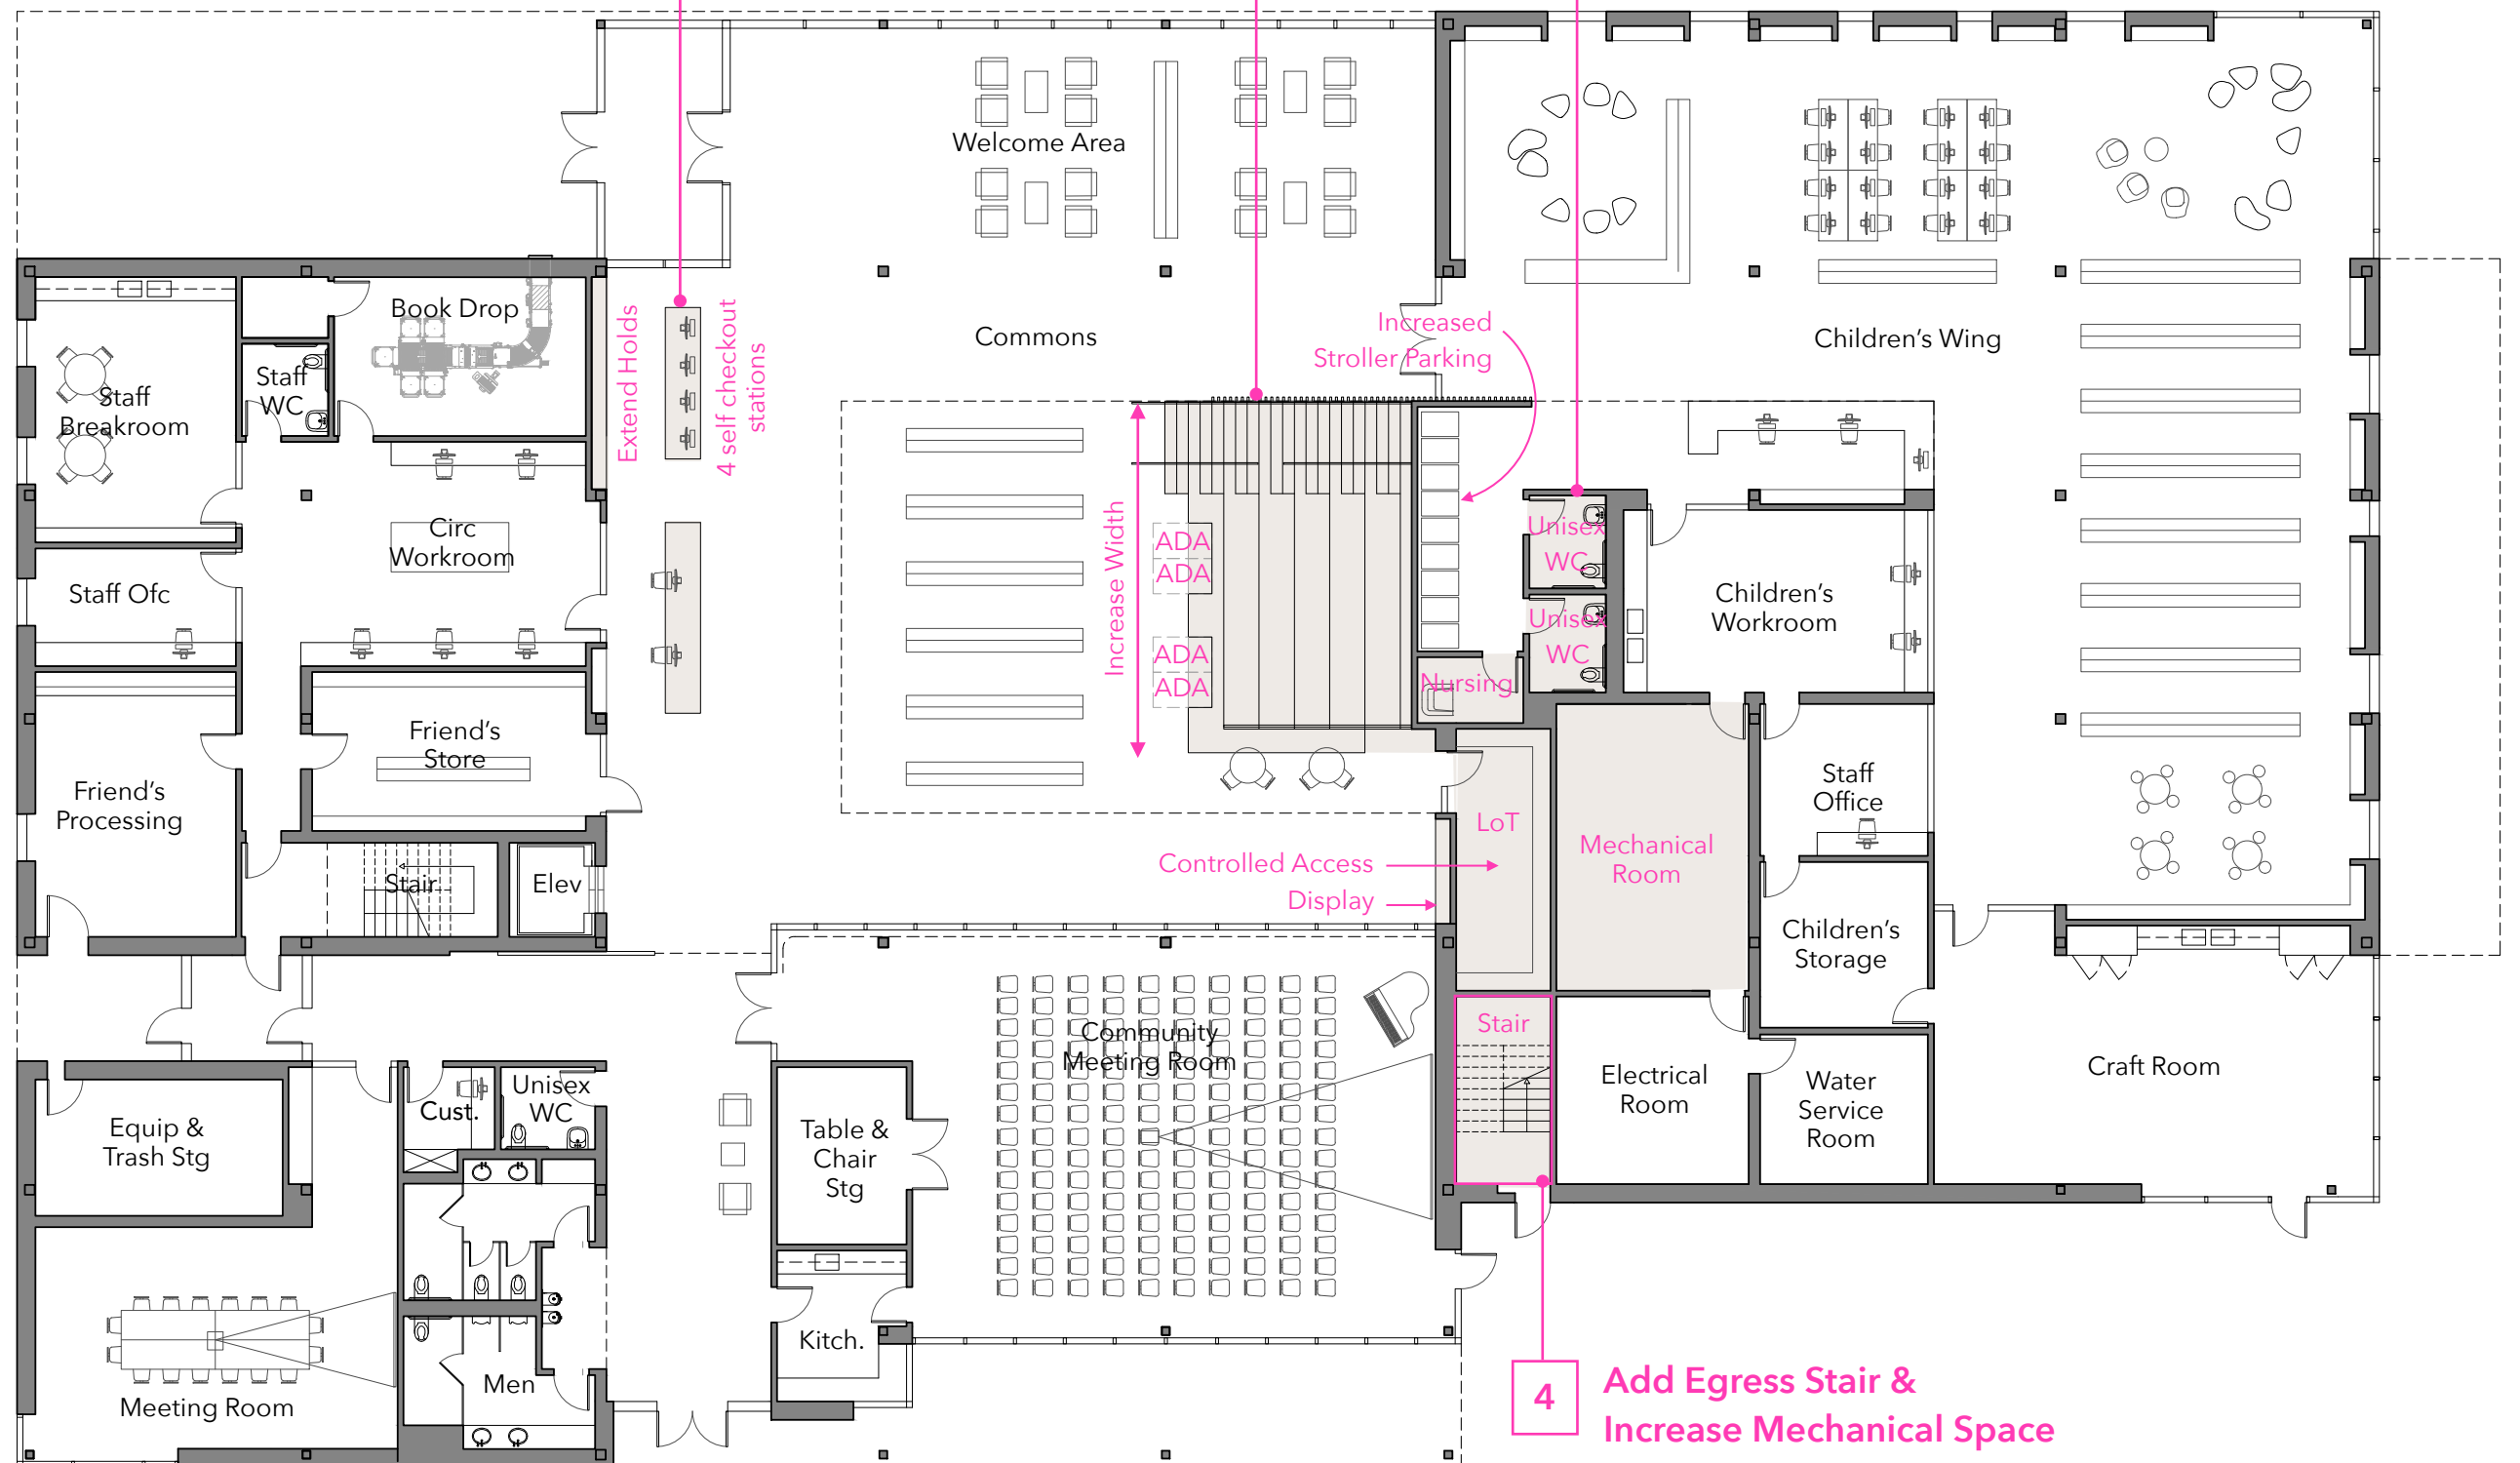 Welcome Area
Book Drop
Extend Holds
4 self checkout
stations
Commons
Increased
Stroller Parking
Children's Wing
Staff
Breakroom
Staff
WC
Circ
Workroom
Staff Ofc
Increase Width
ADA
ADA
ADA
ADA
Unisex
WC
Unisex
WC
Nursing
Children's
Workroom
Friend's
Store
Friend's
Processing
Stair
Elev
LoT
Controlled Access
Display
Mechanical
Room
Staff
Office
Children's
Storage
Community
Meeting Room
Stair
Electrical
Room
Water
Service
Room
Craft Room
Equip &
Trash Stg
Cust.
Unisex
WC
Table &
Chair
Stg
Kitch.
Men
Meeting Room
4
Add Egress Stair &
Increase Mechanical Space